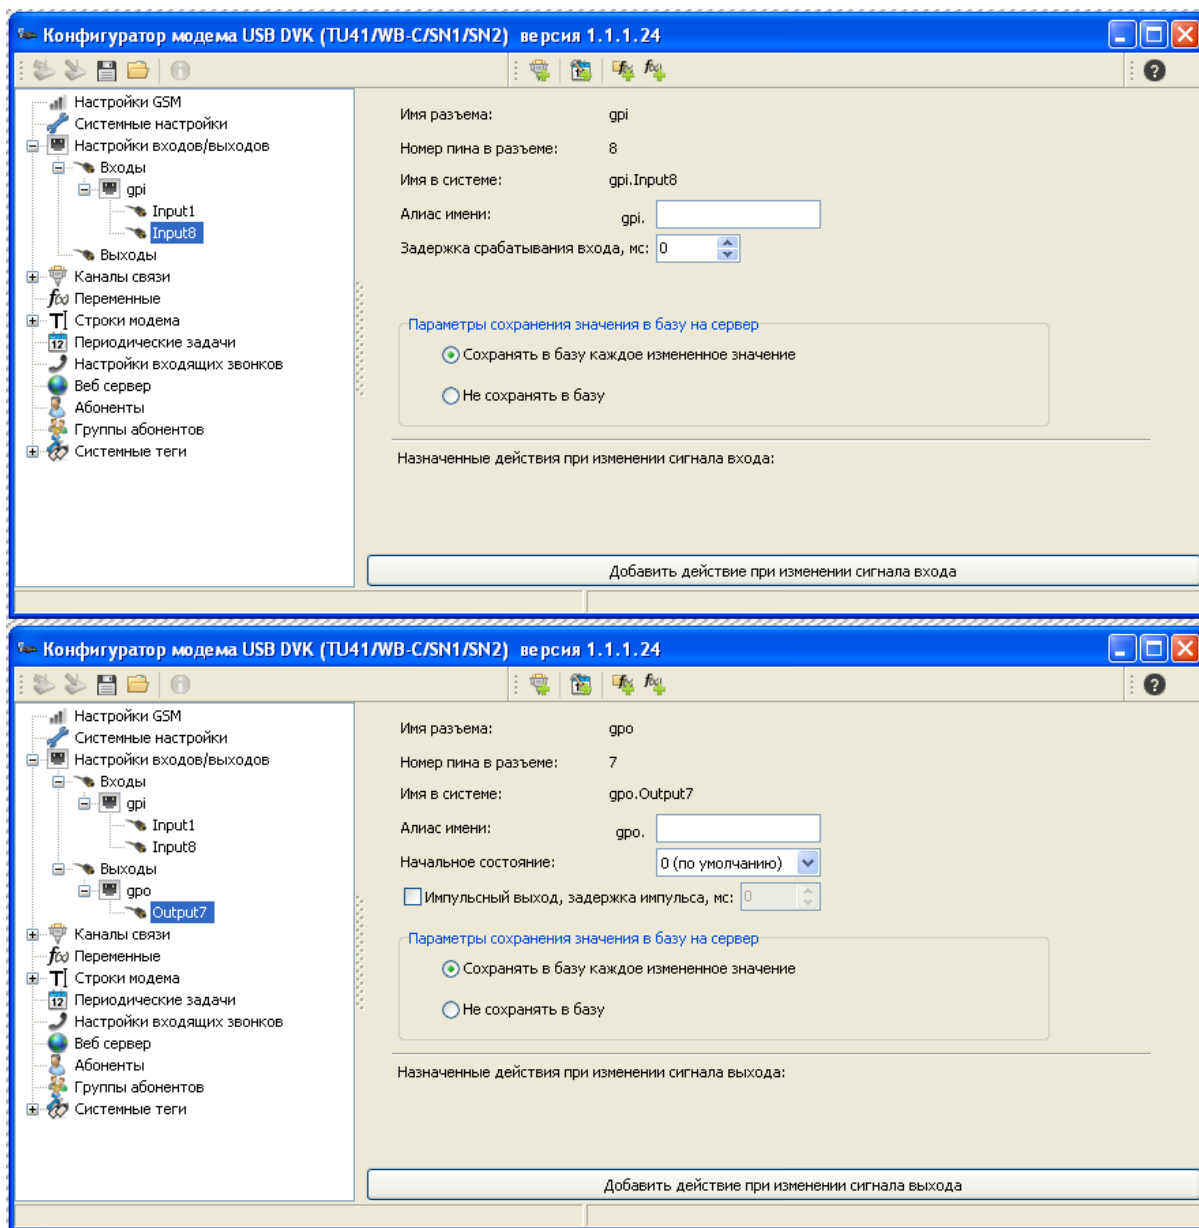 Конфигуратор модема USB DVK (TU41/WB-C/SN1/SN2) версия 1.1.1.24
Настройки GSM
Системные настройки
Настройки входов/выходов
Входы
gpi
Input1
Input8
Выходы
Каналы связи
f(x) Переменные
Строки модема
12 Периодические задачи
Настройки входящих звонков
Веб сервер
Абоненты
Группы абонентов
Системные теги
Имя разъема: gpi
Номер пина в разъеме: 8
Имя в системе: gpi.Input8
Алиас имени: gpi.
Задержка срабатывания входа, мс: 0
Параметры сохранения значения в базу на сервер
Сохранять в базу каждое измененное значение
Не сохранять в базу
Назначенные действия при изменении сигнала входа:
Добавить действие при изменении сигнала входа
Конфигуратор модема USB DVK (TU41/WB-C/SN1/SN2) версия 1.1.1.24
Настройки GSM
Системные настройки
Настройки входов/выходов
Входы
gpi
Input1
Input8
Выходы
gpo
Output7
Каналы связи
f(x) Переменные
Строки модема
12 Периодические задачи
Настройки входящих звонков
Веб сервер
Абоненты
Группы абонентов
Системные теги
Имя разъема: gpo
Номер пина в разъеме: 7
Имя в системе: gpo.Output7
Алиас имени: gpo.
Начальное состояние: 0 (по умолчанию)
Импульсный выход, задержка импульса, мс: 0
Параметры сохранения значения в базу на сервер
Сохранять в базу каждое измененное значение
Не сохранять в базу
Назначенные действия при изменении сигнала выхода:
Добавить действие при изменении сигнала выхода